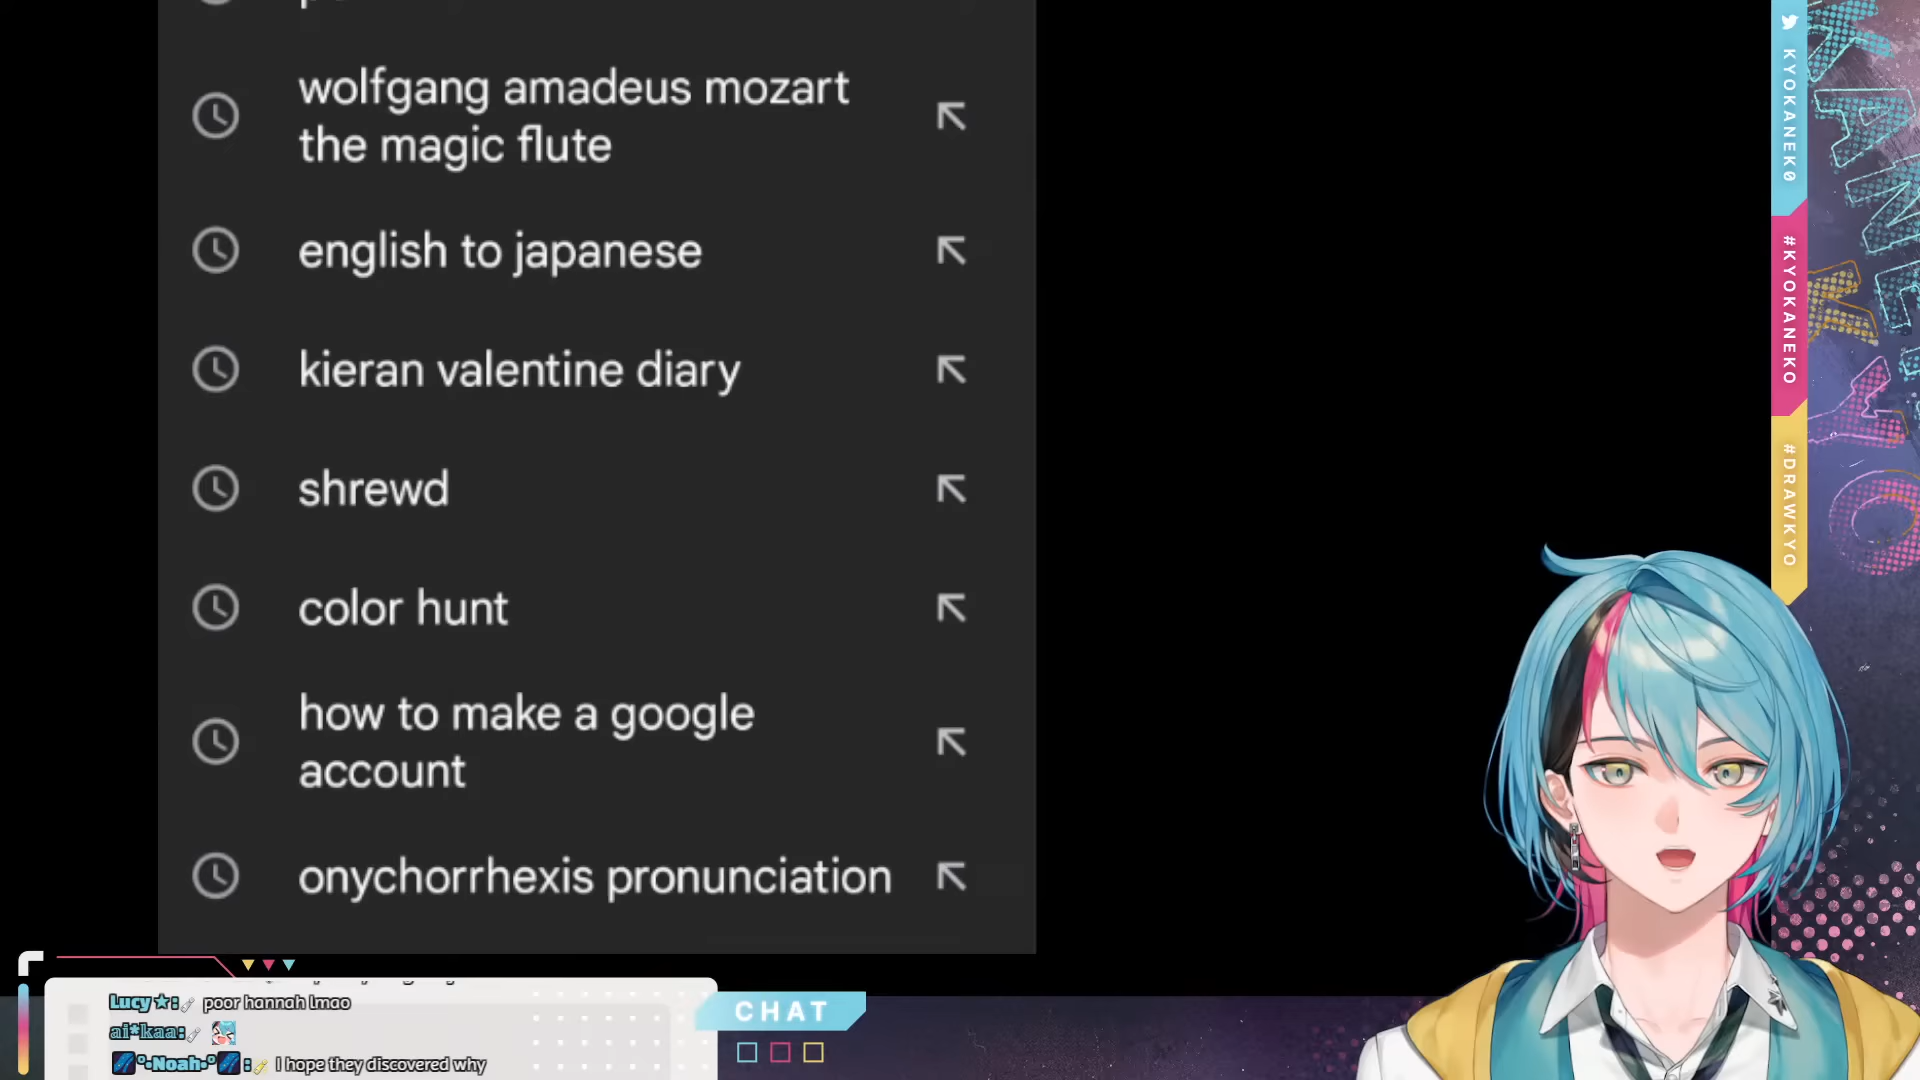 wolfgang amadeus mozart
the magic flute
english to japanese
kieran valentine diary
shrewd
color hunt
how to make a google
account
onychorrhexis pronunciation
KYOKANEK0
#KYOKANEKO
#DRAWKYO
CHAT
Lucy★: poor hannah lmao
ai*kaa:
°•Noah•° : I hope they discovered why